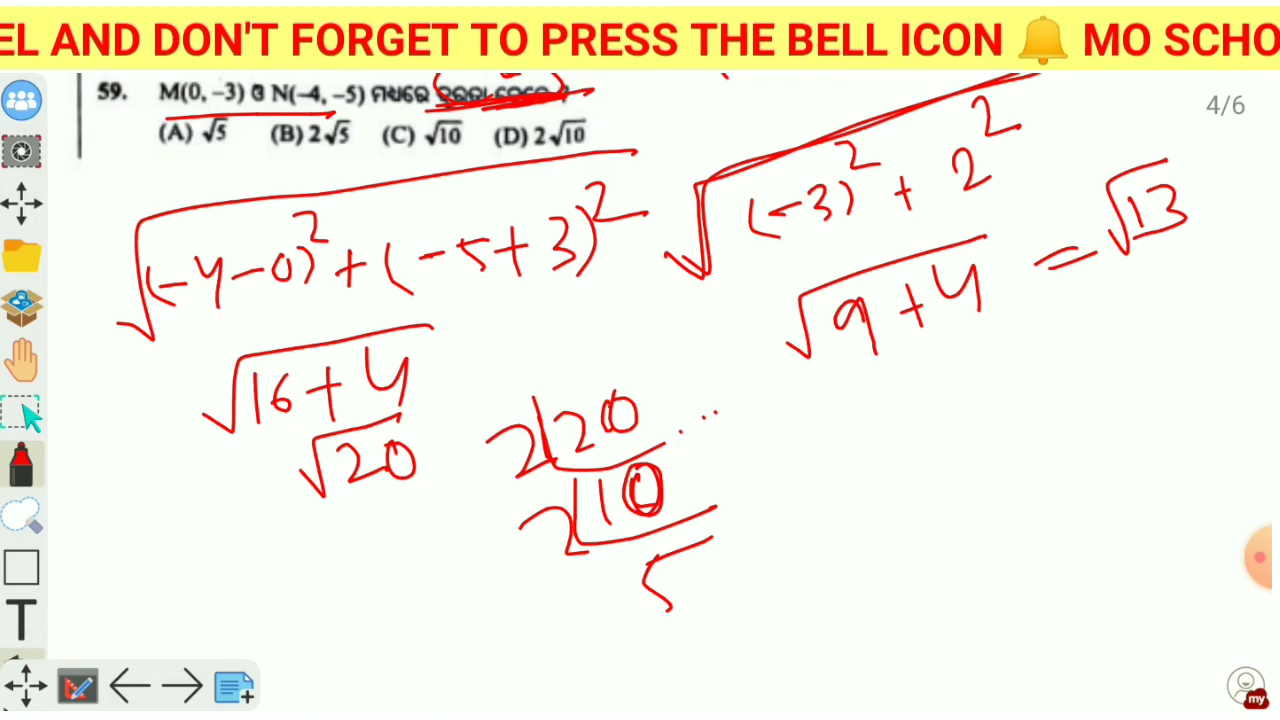 EL AND DON'T FORGET TO PRESS THE BELL ICON 🔔 MO SCHO
4/6
59. M(0, –3) ଓ N(–4, –5) ମଧ୍ୟରେ ଦୂରତା କେତେ ?
(A) √5 (B) 2√5 (C) √10 (D) 2√10
√(-4-0)² + (-5+3)²
√16+4
√20
2|20
2|10
5
√(-3)² + 2²
√9+4 = √13
T
my